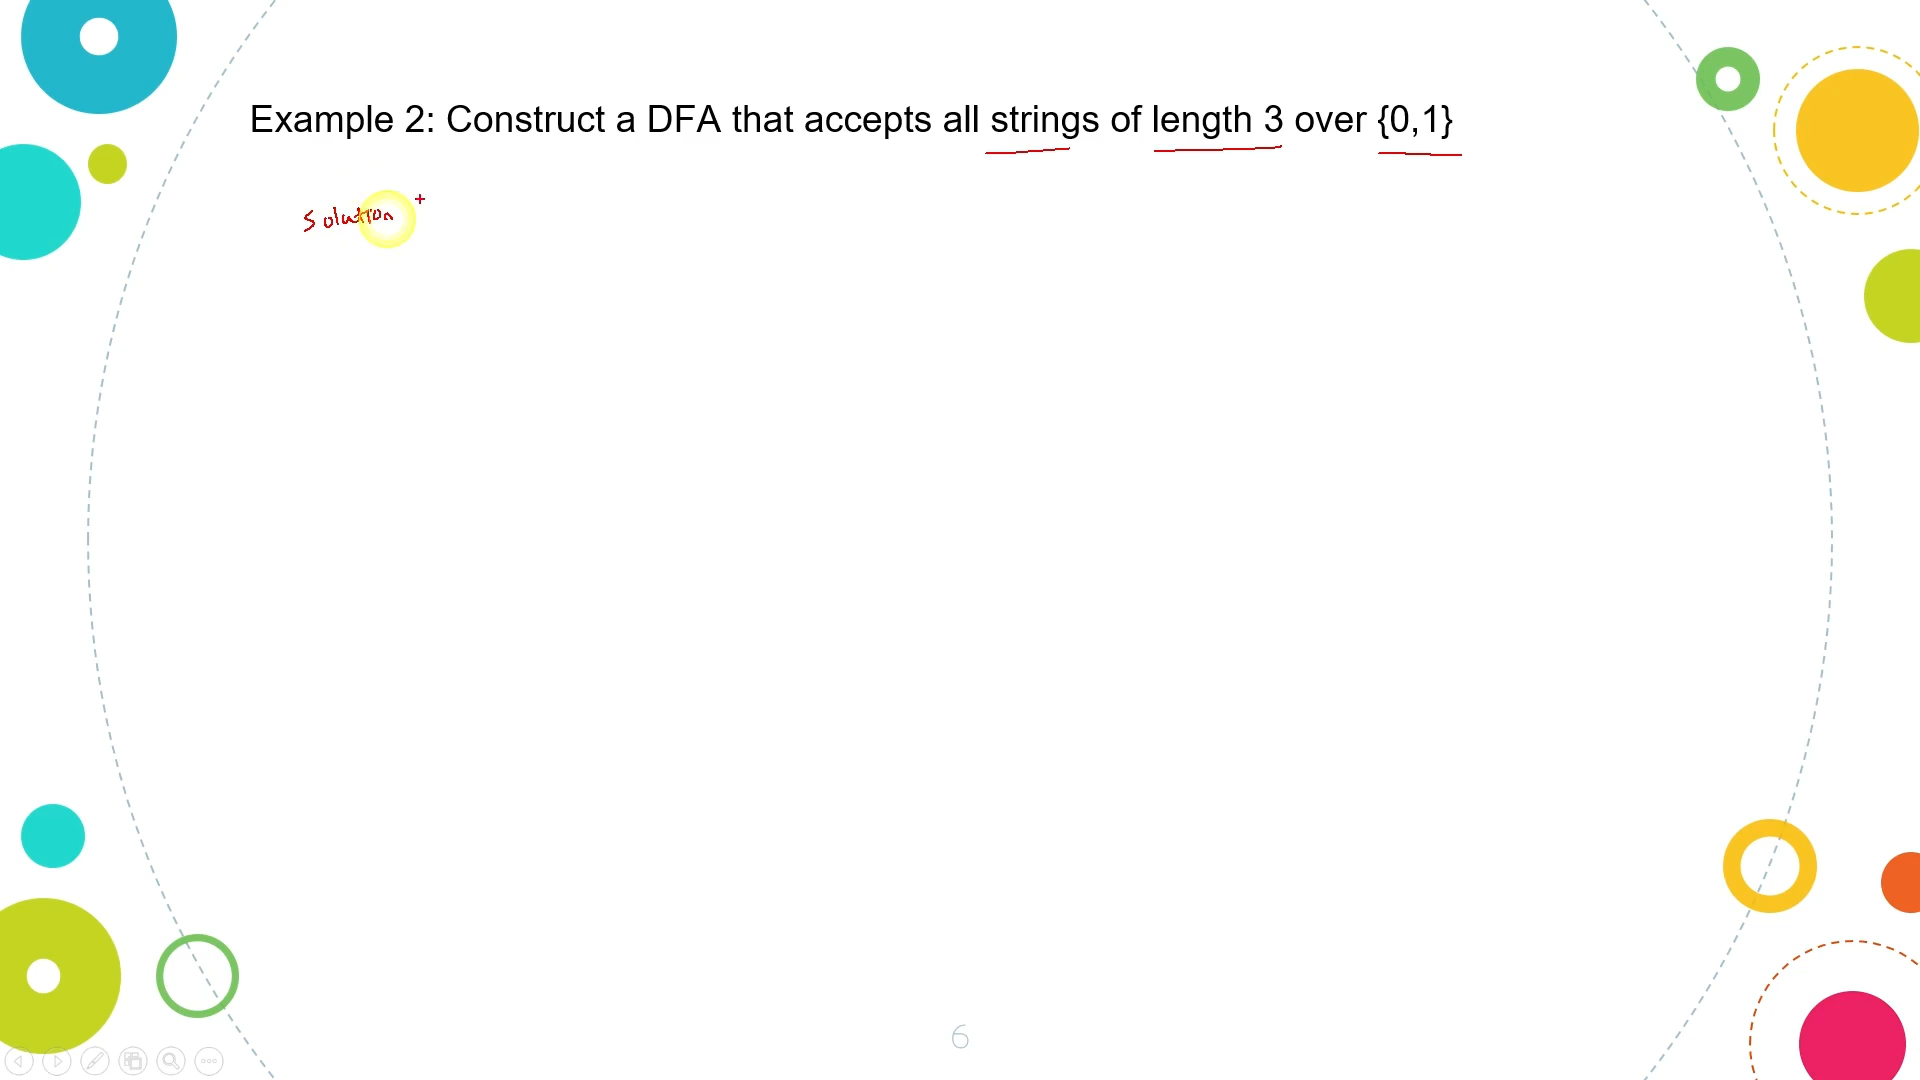 Example 2: Construct a DFA that accepts all strings of length 3 over {0,1}
Solution
6